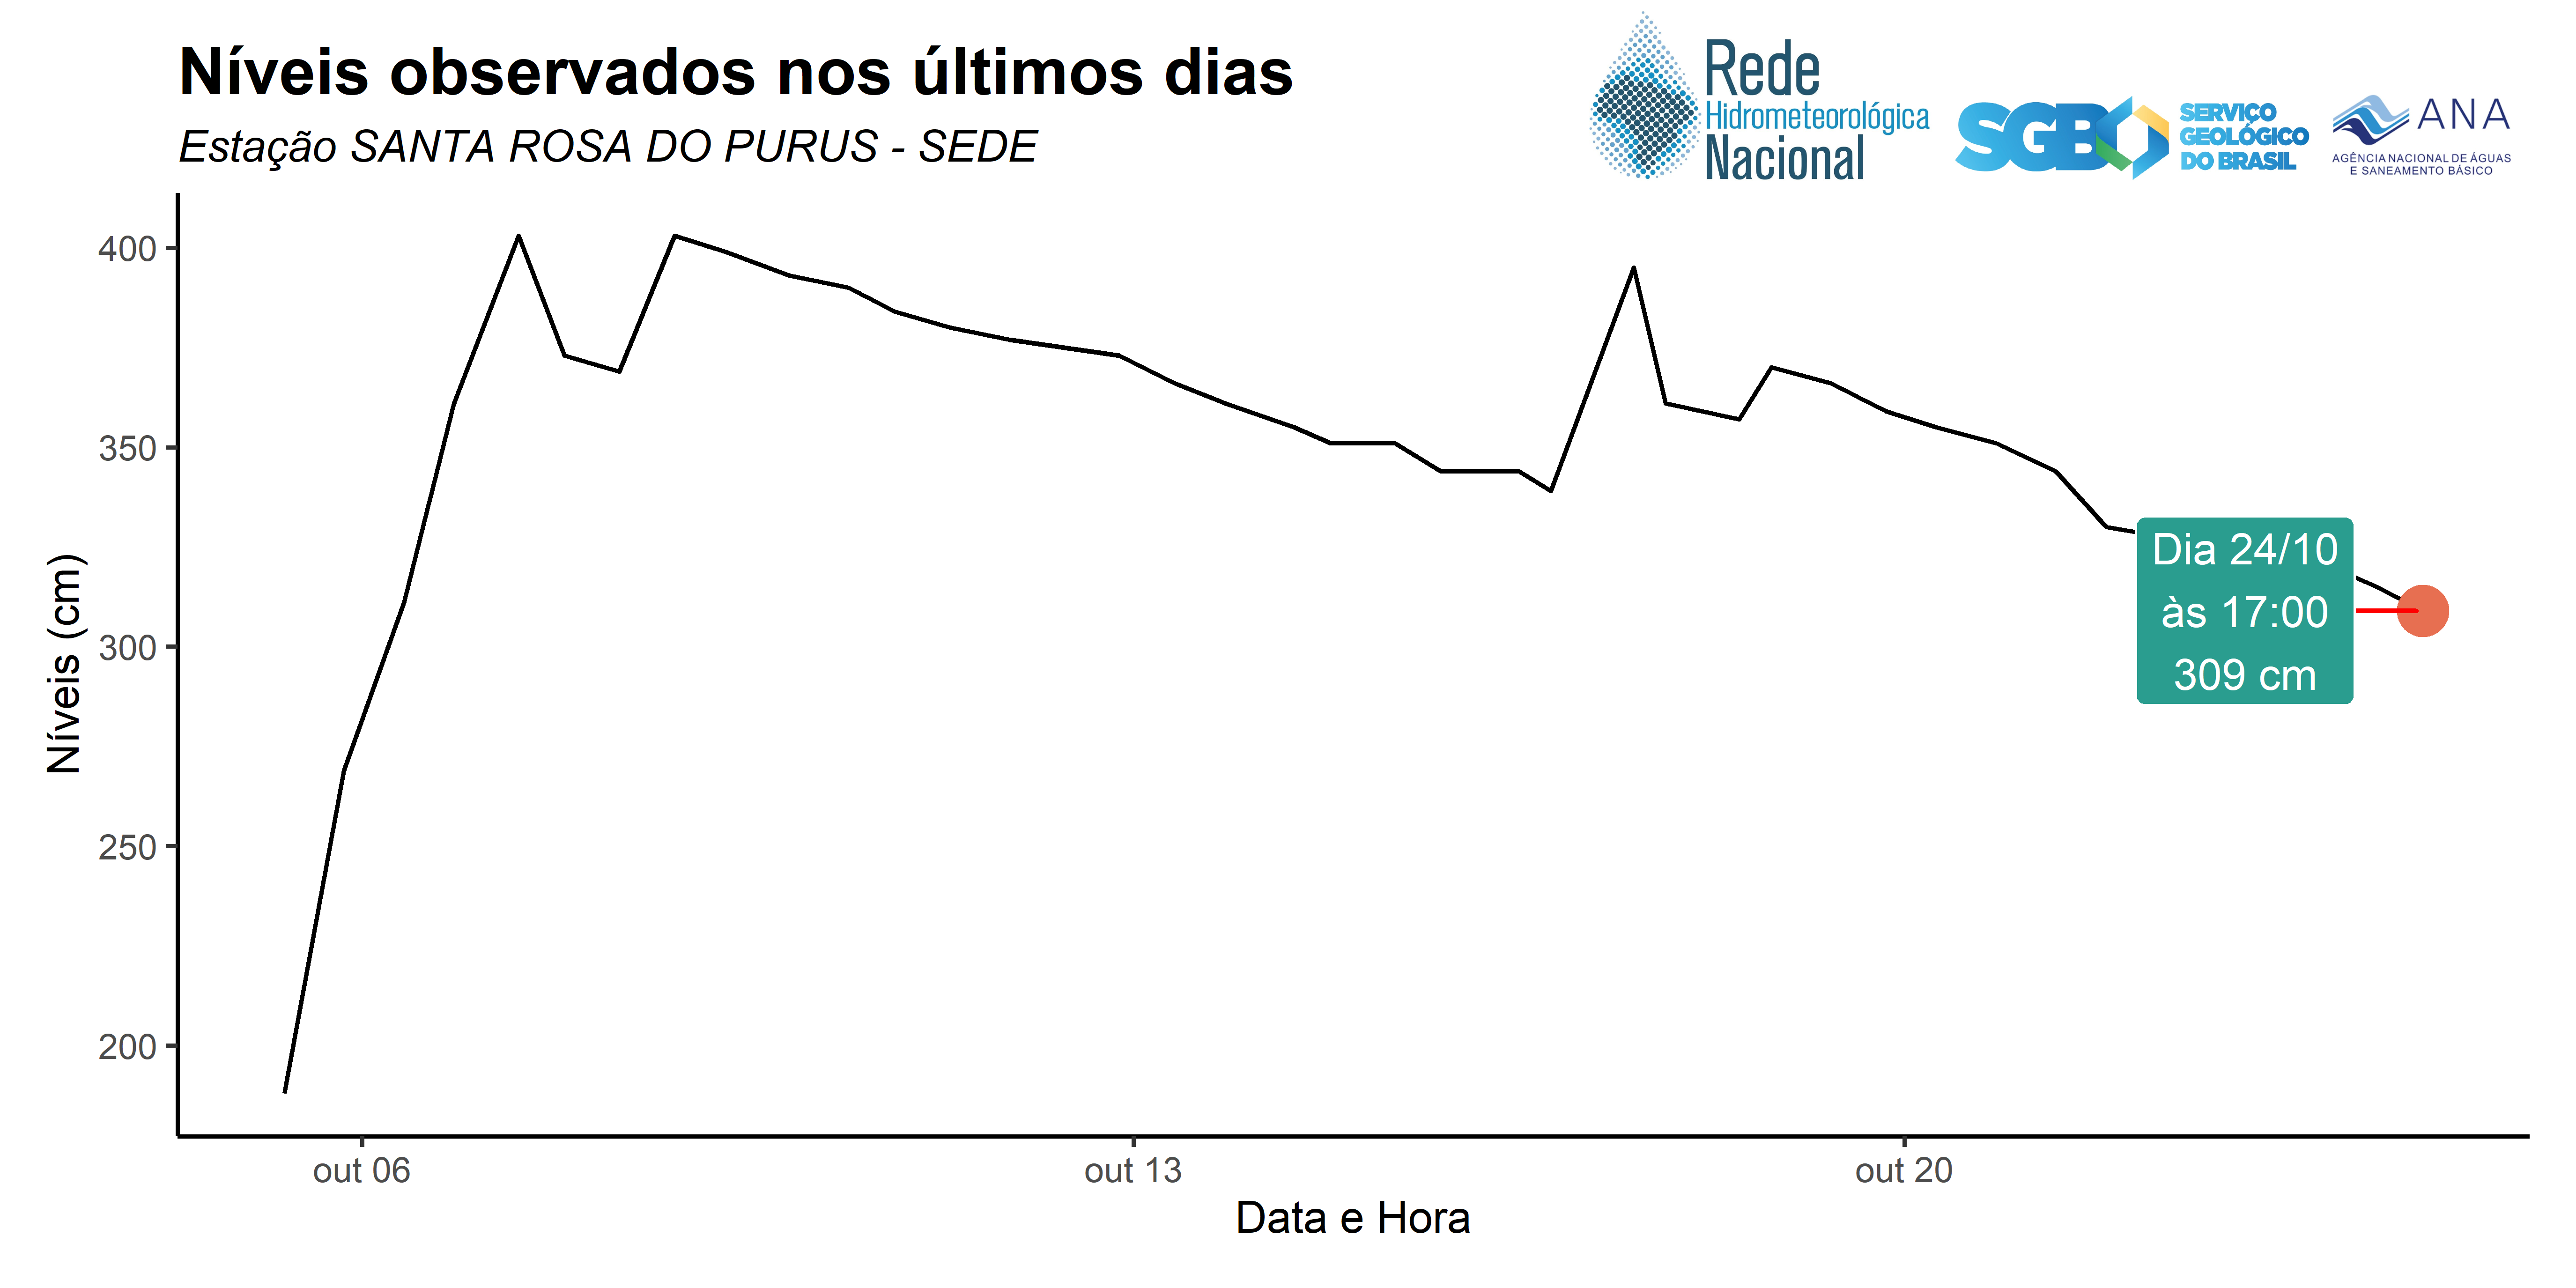 Níveis observados nos últimos dias
Estação SANTA ROSA DO PURUS - SEDE
Rede
Hidrometeorológica
Nacional
SGB
SERVIÇO
GEOLÓGICO
DO BRASIL
ANA
AGÊNCIA NACIONAL DE ÁGUAS
E SANEAMENTO BÁSICO
Níveis (cm)
400
350
300
250
200
Dia 24/10
às 17:00
309 cm
out 06
out 13
out 20
Data e Hora